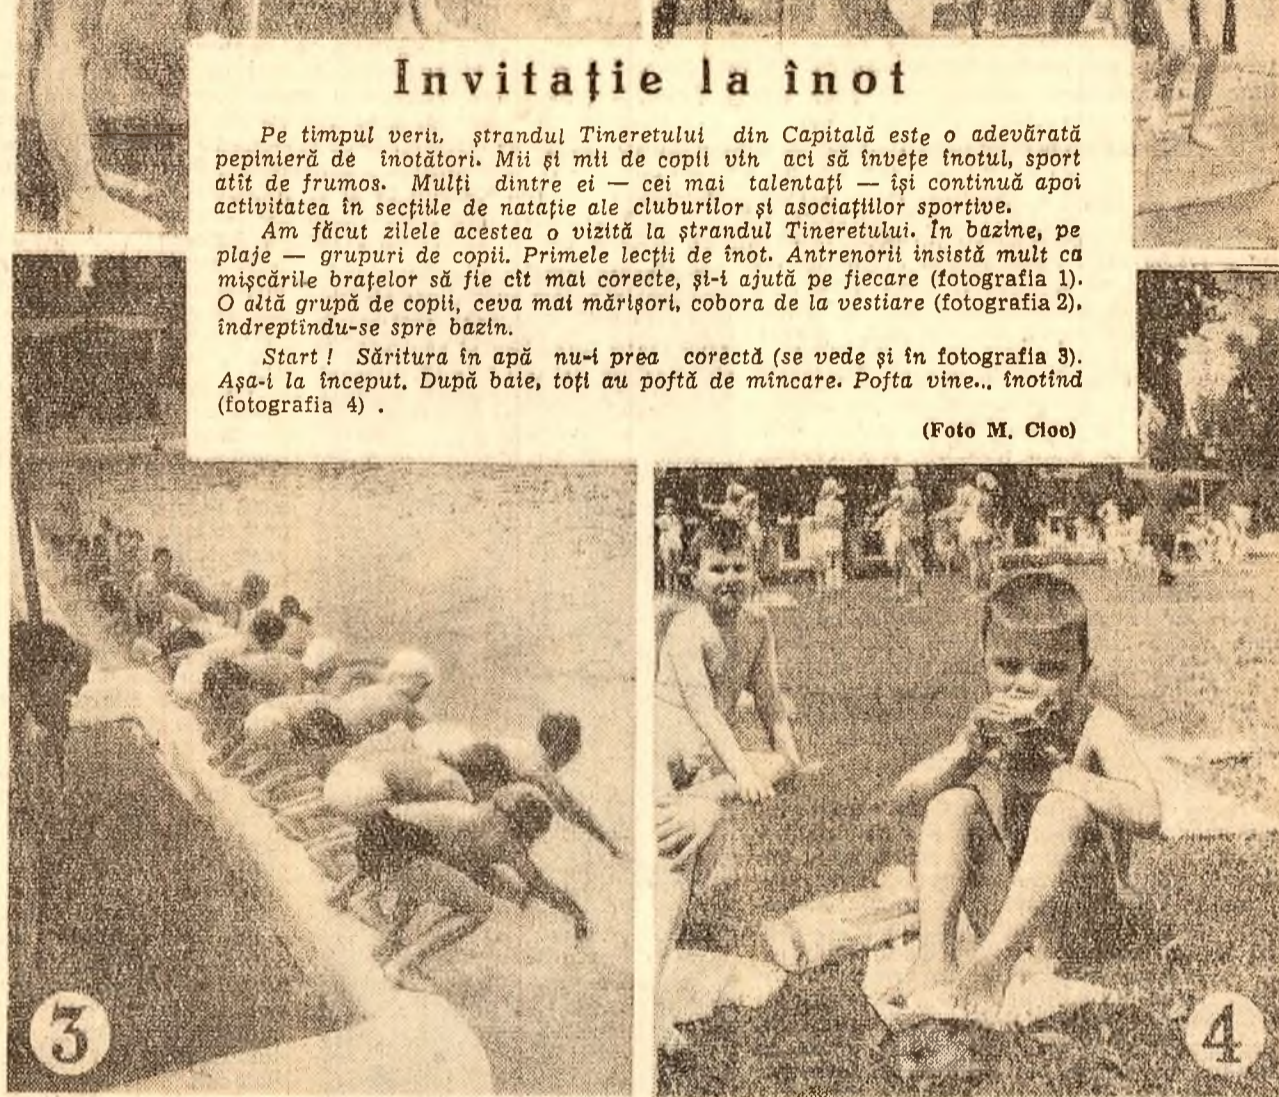 Invitație la înot
Pe timpul verii, ștrandul Tineretului din Capitală este o adevărată
pepinieră de înotători. Mii și mii de copii vin aci să învețe înotul, sport
atît de frumos. Mulți dintre ei — cei mai talentați — își continuă apoi
activitatea în secțiile de natație ale cluburilor și asociațiilor sportive.
Am făcut zilele acestea o vizită la ștrandul Tineretului. În bazine, pe
plaje — grupuri de copii. Primele lecții de înot. Antrenorii insistă mult ca
mișcările brațelor să fie cît mai corecte, și-i ajută pe fiecare (fotografia 1).
O altă grupă de copii, ceva mai mărișori, cobora de la vestiare (fotografia 2),
îndreptîndu-se spre bazin.
Start ! Săritura în apă nu-i prea corectă (se vede și în fotografia 3).
Așa-i la început. După baie, toți au poftă de mîncare. Pofta vine... înotînd
(fotografia 4) .
(Foto M. Cioc)
3
4